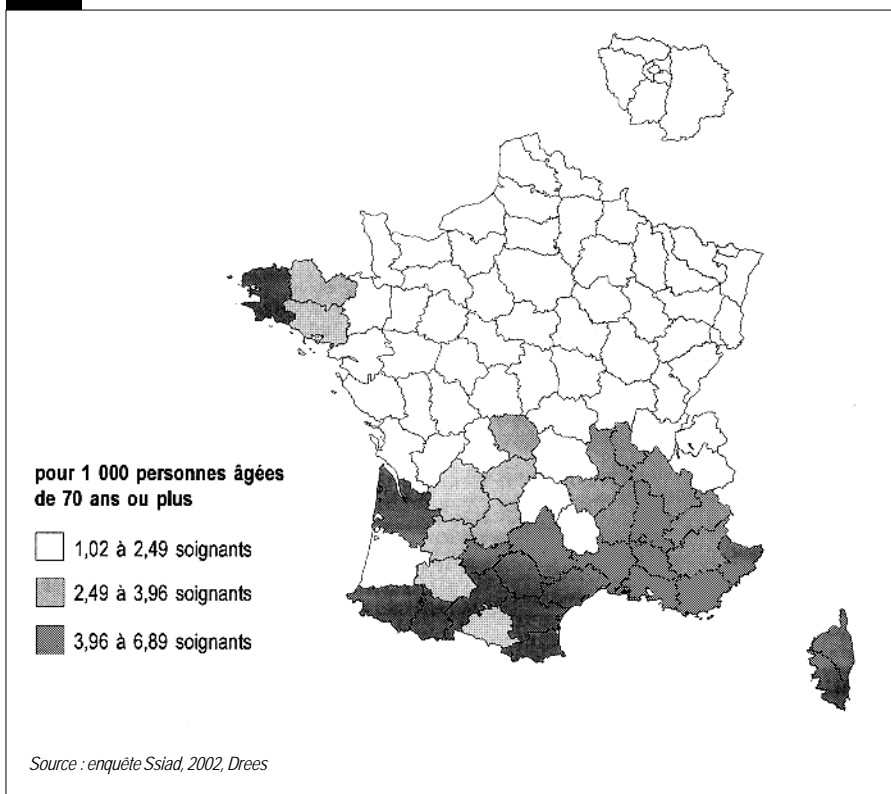 pour 1 000 personnes âgées
de 70 ans ou plus
1,02 à 2,49 soignants
2,49 à 3,96 soignants
3,96 à 6,89 soignants
Source : enquête Ssiad, 2002, Drees